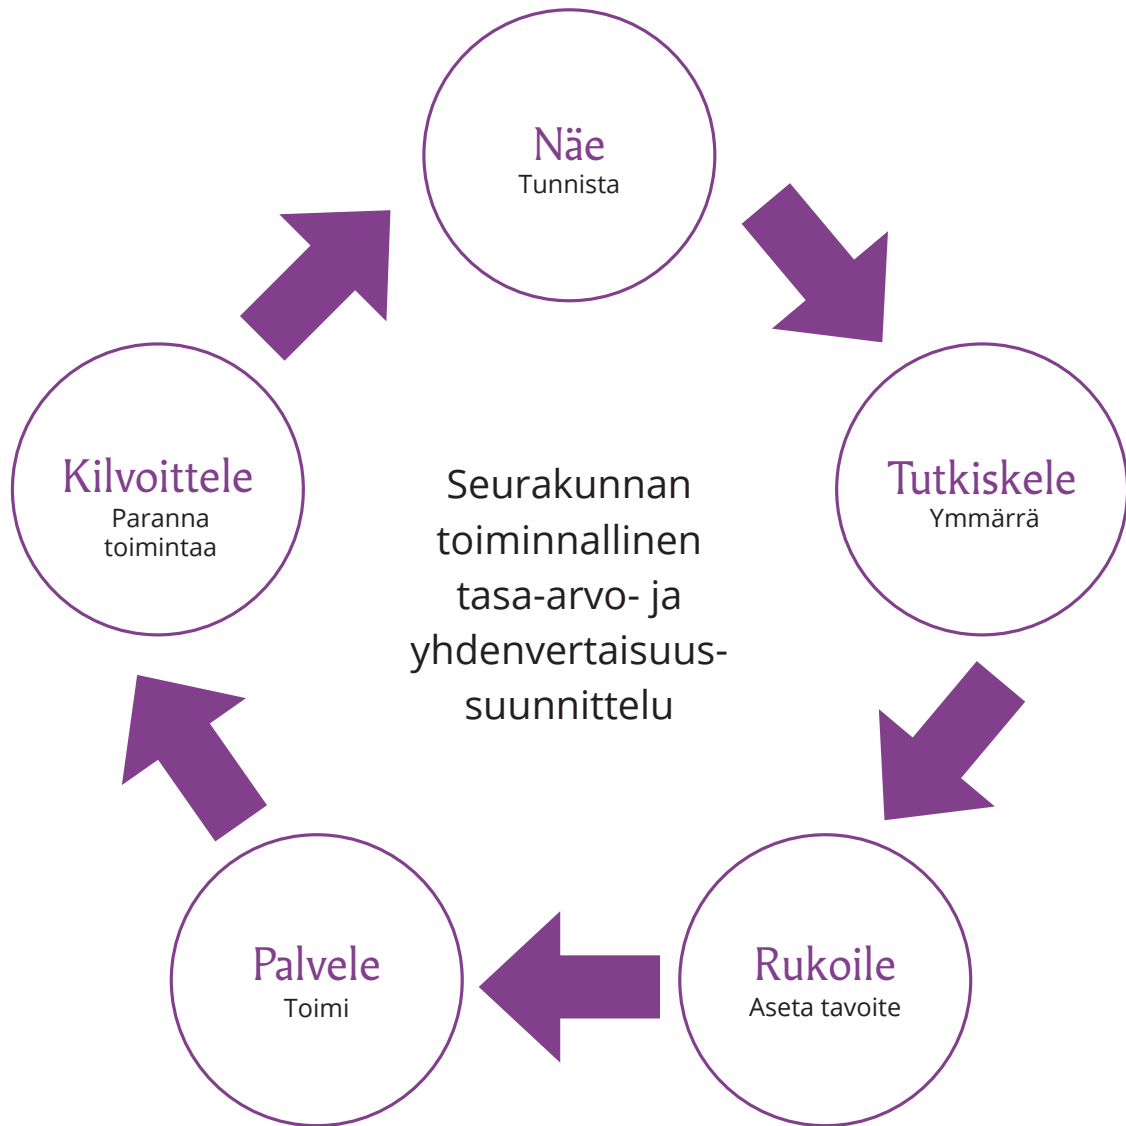 Näe
Tunnista
Tutkiskele
Ymmärrä
Rukoile
Aseta tavoite
Palvele
Toimi
Kilvoittele
Paranna
toimintaa
Seurakunnan
toiminnallinen
tasa-arvo- ja
yhdenvertaisuus-
suunnittelu